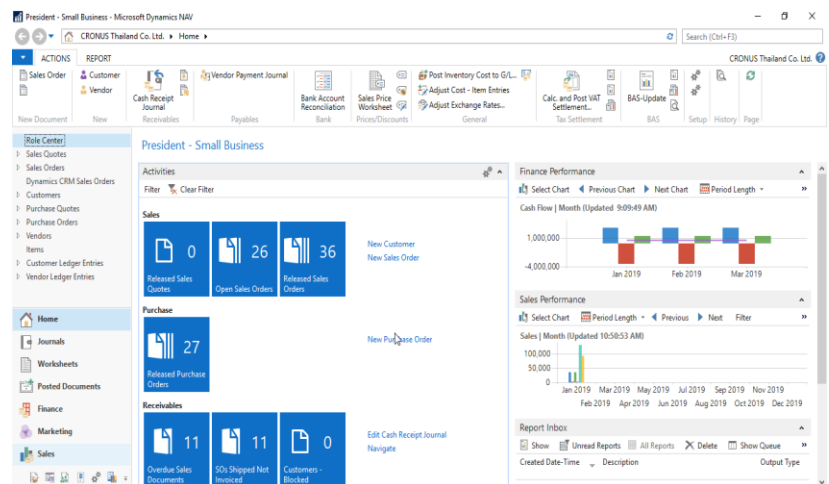 President - Small Business - Microsoft Dynamics NAV
CRONUS Thailand Co. Ltd. Home
Search (Ctrl+F3)
ACTIONS REPORT
CRONUS Thailand Co. Ltd.
Sales Order
Customer
Vendor
Cash Receipt Journal
Vendor Payment Journal
Bank Account Reconciliation
Sales Price Worksheet
Post Inventory Cost to G/L...
Adjust Cost - Item Entries
Adjust Exchange Rates...
Calc. and Post VAT Settlement...
BAS-Update
New Document New Receivables Payables Bank Prices/Discounts General Tax Settlement BAS Setup History Page
Role Center
Sales Quotes
Sales Orders
Dynamics CRM Sales Orders
Customers
Purchase Quotes
Purchase Orders
Vendors
Items
Customer Ledger Entries
Vendor Ledger Entries
Home
Journals
Worksheets
Posted Documents
Finance
Marketing
Sales
President - Small Business
Activities
Filter Clear Filter
Sales
0
Released Sales Quotes
26
Open Sales Orders
36
Released Sales Orders
New Customer
New Sales Order
Purchase
27
Released Purchase Orders
New Purchase Order
Receivables
11
Overdue Sales Documents
11
SOs Shipped Not Invoiced
0
Customers - Blocked
Edit Cash Receipt Journal
Navigate
Finance Performance
Select Chart Previous Chart Next Chart Period Length
Cash Flow | Month (Updated 9:09:49 AM)
1,000,000
-4,000,000
Jan 2019 Feb 2019 Mar 2019
Sales Performance
Select Chart Period Length Previous Next Filter
Sales | Month (Updated 10:50:53 AM)
100,000
50,000
0
Jan 2019 Mar 2019 May 2019 Jul 2019 Sep 2019 Nov 2019
Feb 2019 Apr 2019 Jun 2019 Aug 2019 Oct 2019 Dec 2019
Report Inbox
Show Unread Reports All Reports Delete Show Queue
Created Date-Time Description Output Type